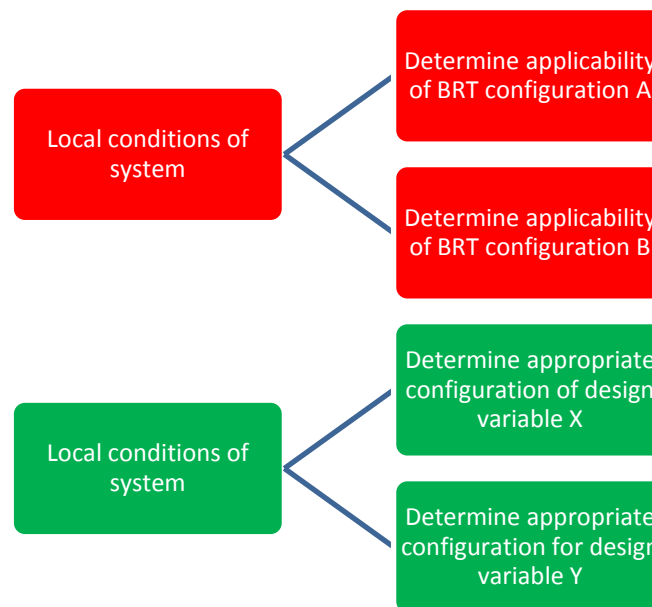 Determine applicability
of BRT configuration A
Local conditions of
system
Determine applicability
of BRT configuration B
Determine appropriate
configuration of design
variable X
Local conditions of
system
Determine appropriate
configuration for design
variable Y